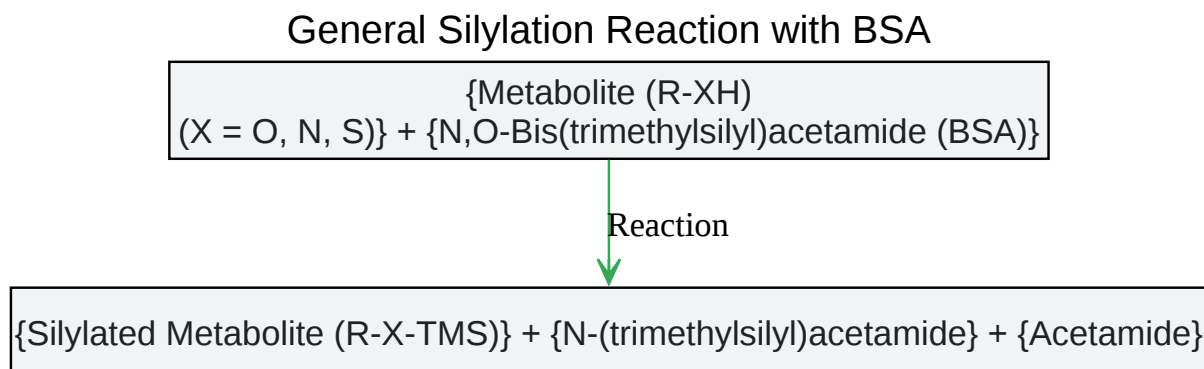 General Silylation Reaction with BSA
{Metabolite (R-XH)
(X = O, N, S)} + {N,O-Bis(trimethylsilyl)acetamide (BSA)}
Reaction
{Silylated Metabolite (R-X-TMS)} + {N-(trimethylsilyl)acetamide} + {Acetamide}